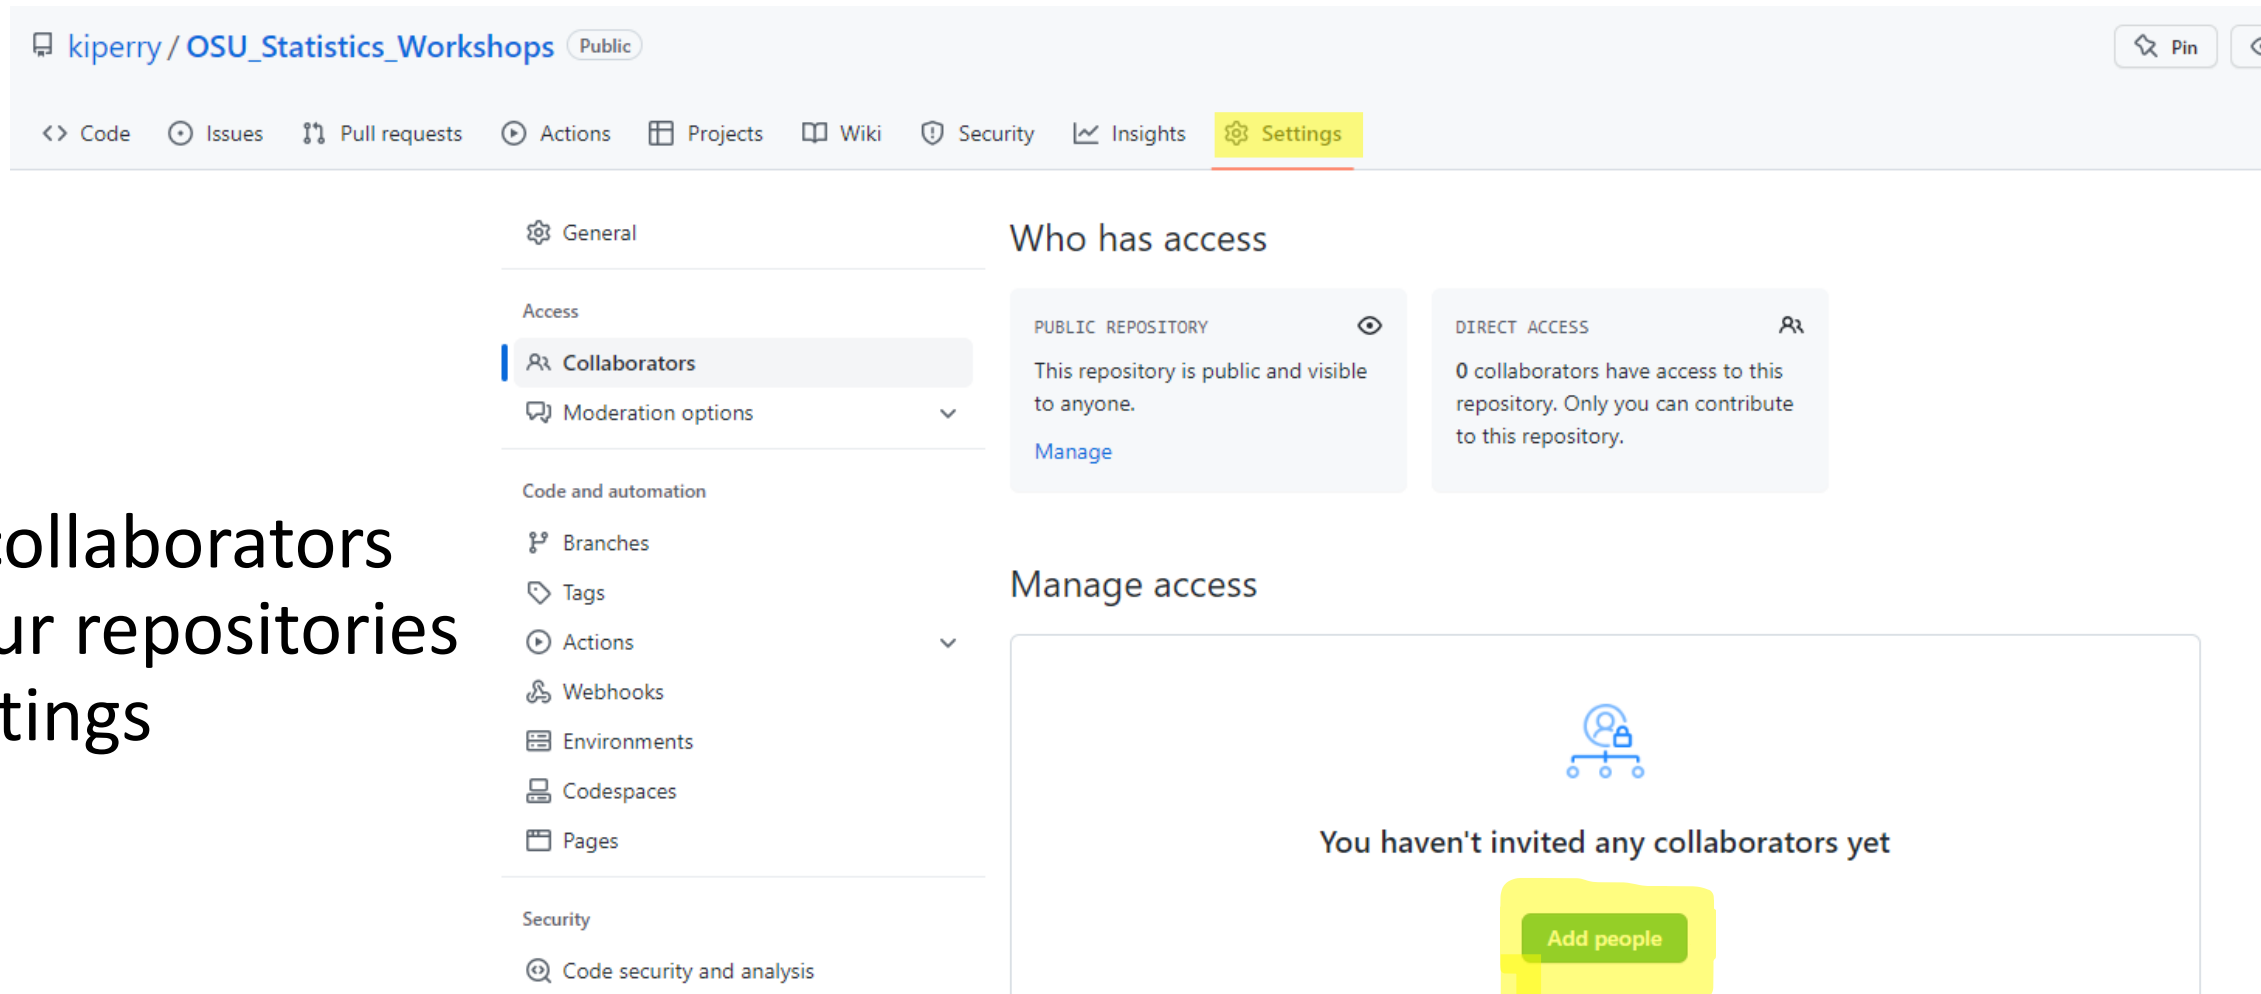 kiperry / OSU_Statistics_Workshops Public
Pin
Code Issues Pull requests Actions Projects Wiki Security Insights Settings
General
Access
Collaborators
Moderation options
Code and automation
Branches
Tags
Actions
Webhooks
Environments
Codespaces
Pages
Security
Code security and analysis
Who has access
PUBLIC REPOSITORY
This repository is public and visible
to anyone.
Manage
DIRECT ACCESS
0 collaborators have access to this
repository. Only you can contribute
to this repository.
Manage access
You haven't invited any collaborators yet
Add people
collaborators
ur repositories
tings